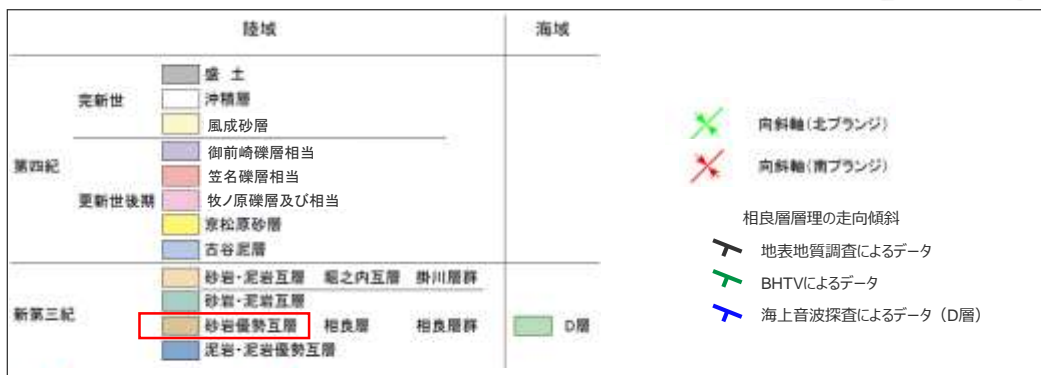 陸域 海域
盛 土
完新世 沖積層
風成砂層
第四紀 御前崎礫層相当
笠名礫層相当
更新世後期 牧ノ原礫層及び相当
京松原砂層
古谷泥層
砂岩・泥岩互層 堀之内互層 掛川層群
新第三紀 砂岩・泥岩互層
砂岩優勢互層 相良層 相良層群 D層
泥岩・泥岩優勢互層
向斜軸(北プランジ)
向斜軸(南プランジ)
相良層層理の走向傾斜
地表地質調査によるデータ
BHTVによるデータ
海上音波探査によるデータ（D層）